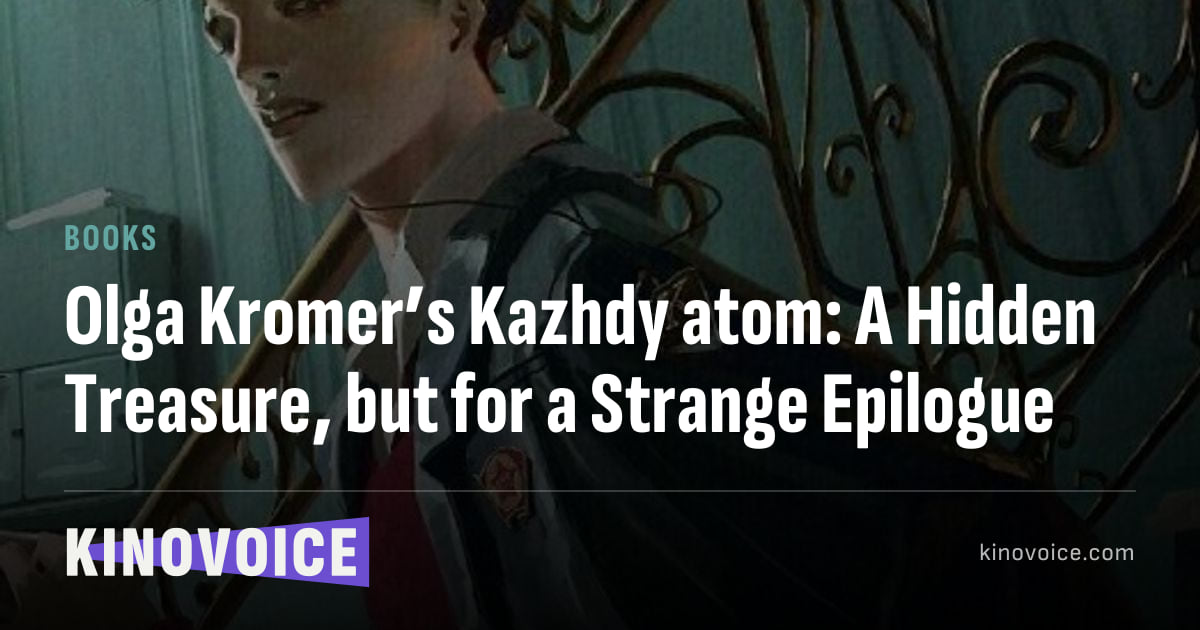 BOOKS
Olga Kromer’s Kazhdy atom: A Hidden
Treasure, but for a Strange Epilogue
KINOVOICE
kinovoice.com